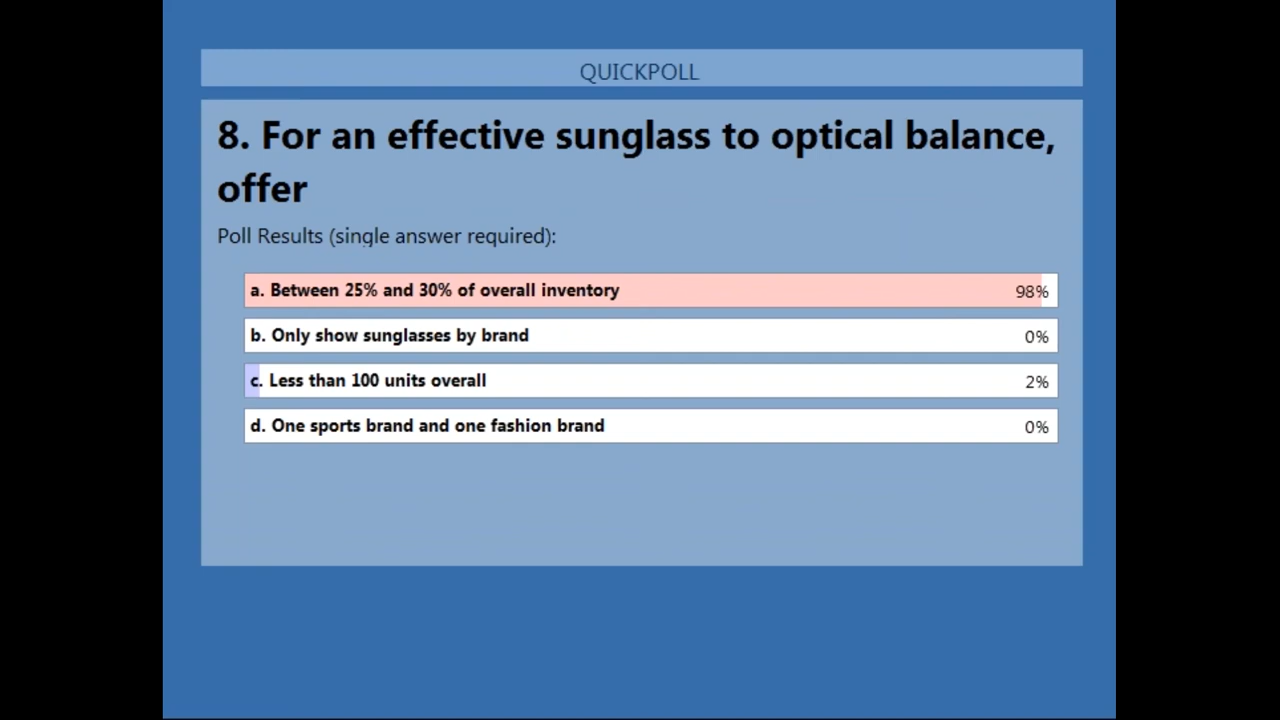 QUICKPOLL
8. For an effective sunglass to optical balance,
offer
Poll Results (single answer required):
a. Between 25% and 30% of overall inventory 98%
b. Only show sunglasses by brand 0%
c. Less than 100 units overall 2%
d. One sports brand and one fashion brand 0%